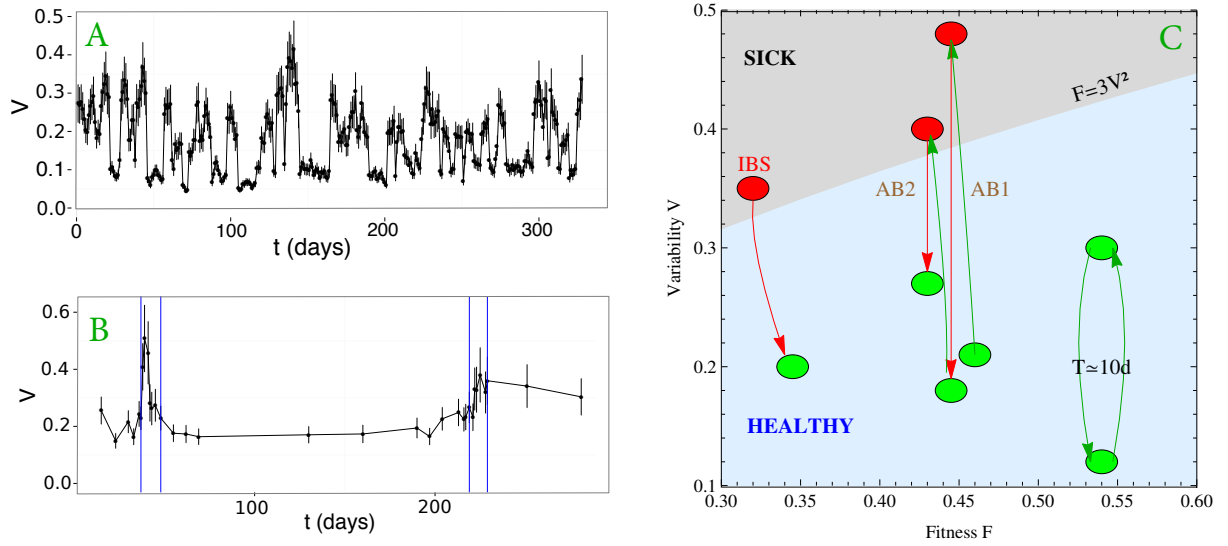 A
V
0.5
0.4
0.3
0.2
0.1
0.0
0
100
200
300
t (days)
B
V
0.6
0.4
0.2
0.0
100
200
t (days)
C
SICK
F=3V²
IBS
AB2
AB1
T≃10d
HEALTHY
Variability V
0.5
0.4
0.3
0.2
0.1
0.30
0.35
0.40
0.45
0.50
0.55
0.60
Fitness F